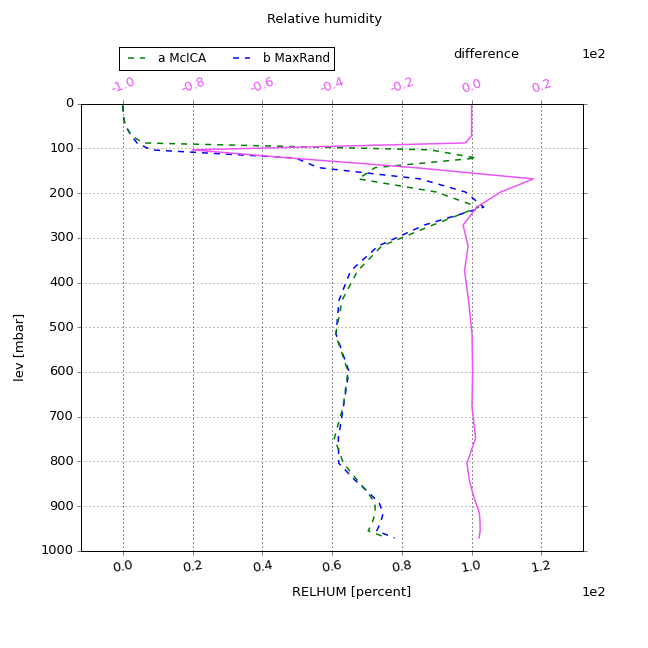 Relative humidity
a McICA b MaxRand
difference 1e2
-1.0 -0.8 -0.6 -0.4 -0.2 0.0 0.2
0
100
200
300
400
500
600
700
800
900
1000
lev [mbar]
0.0 0.2 0.4 0.6 0.8 1.0 1.2
RELHUM [percent] 1e2